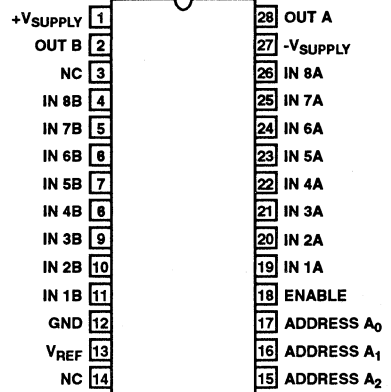 +VSUPPLY 1 28 OUT A
OUT B 2 27 -VSUPPLY
NC 3 26 IN 8A
IN 8B 4 25 IN 7A
IN 7B 5 24 IN 6A
IN 6B 6 23 IN 5A
IN 5B 7 22 IN 4A
IN 4B 8 21 IN 3A
IN 3B 9 20 IN 2A
IN 2B 10 19 IN 1A
IN 1B 11 18 ENABLE
GND 12 17 ADDRESS A0
VREF 13 16 ADDRESS A1
NC 14 15 ADDRESS A2